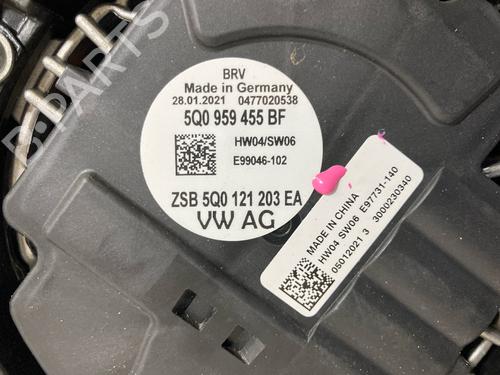 BRV
Made in Germany
28.01.2021 0477020538
5Q0 959 455 BF
HW04/SW06
E99046-102
ZSB 5Q0 121 203 EA
VW AG
MADE IN CHINA
HW04 SW06 E97731-140
05012021 3 3000230340
B-PARTS